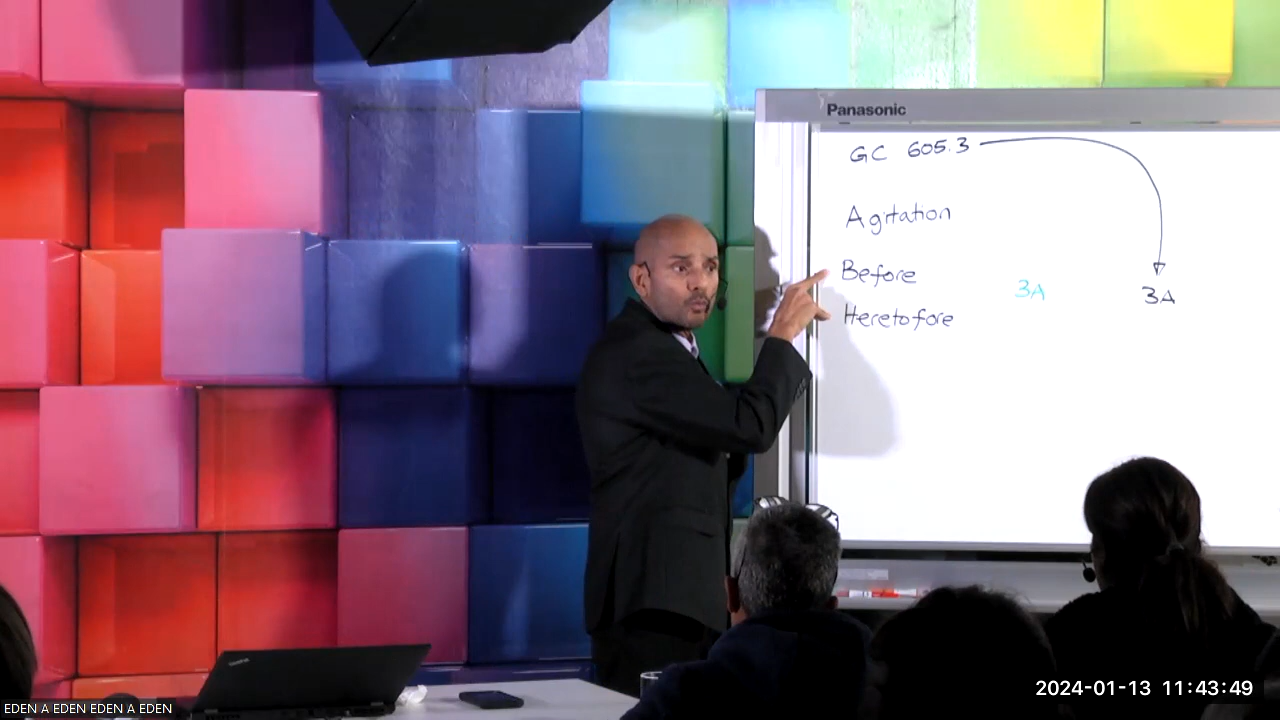 Panasonic
GC 605.3
Agitation
Before
3A
3A
Heretofore
ThinkPad
EDEN A EDEN EDEN A EDEN
2024-01-13 11:43:49